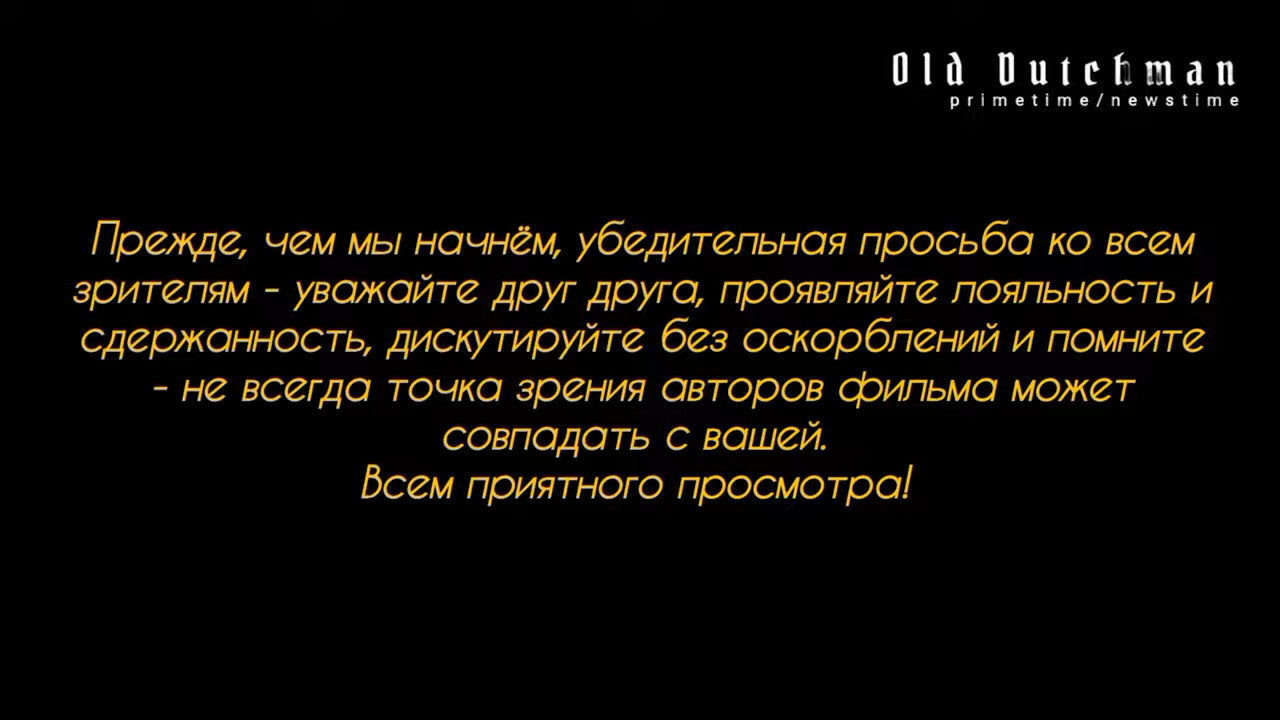 Old Dutchman
primetime/newstime
Прежде, чем мы начнём, убедительная просьба ко всем
зрителям - уважайте друг друга, проявляйте лояльность и
сдержанность, дискутируйте без оскорблений и помните
- не всегда точка зрения авторов фильма может
совпадать с вашей.
Всем приятного просмотра!